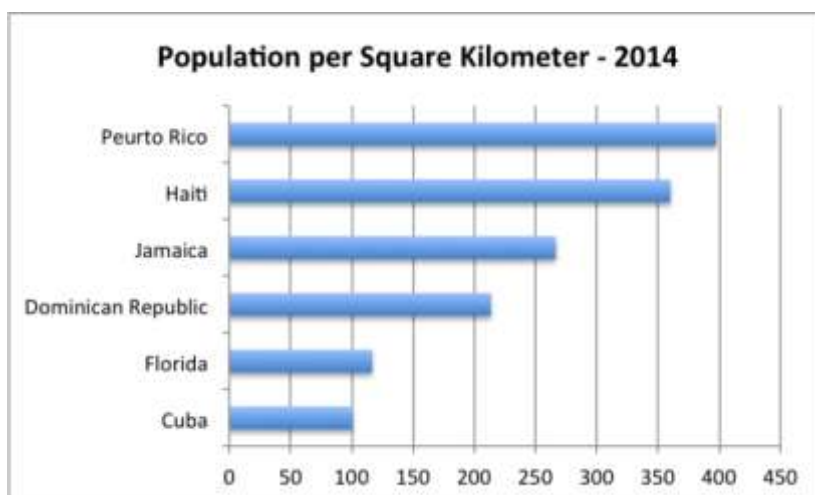 Population per Square Kilometer - 2014
Peurto Rico
Haiti
Jamaica
Dominican Republic
Florida
Cuba
0 50 100 150 200 250 300 350 400 450